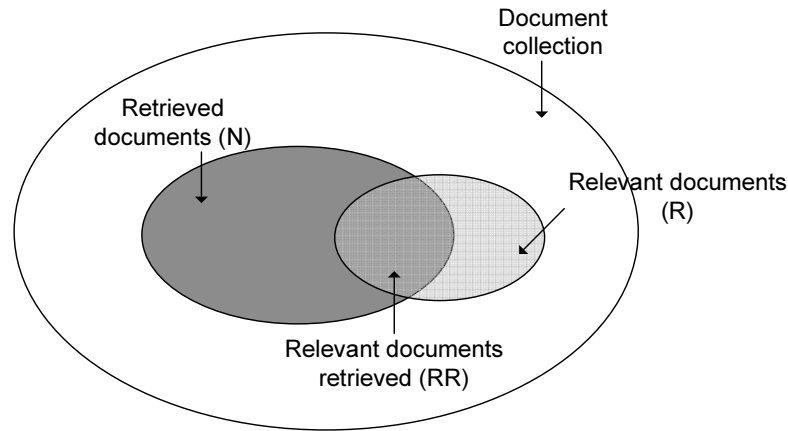 Document
collection
Retrieved
documents (N)
Relevant documents
(R)
Relevant documents
retrieved (RR)